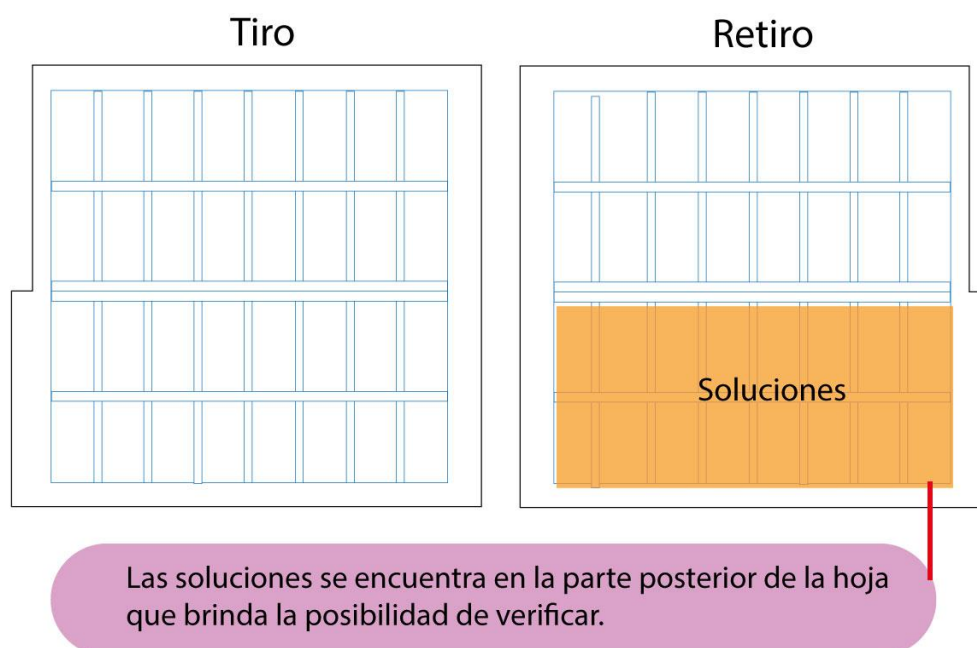 Tiro
Retiro
Soluciones
Las soluciones se encuentra en la parte posterior de la hoja
que brinda la posibilidad de verificar.